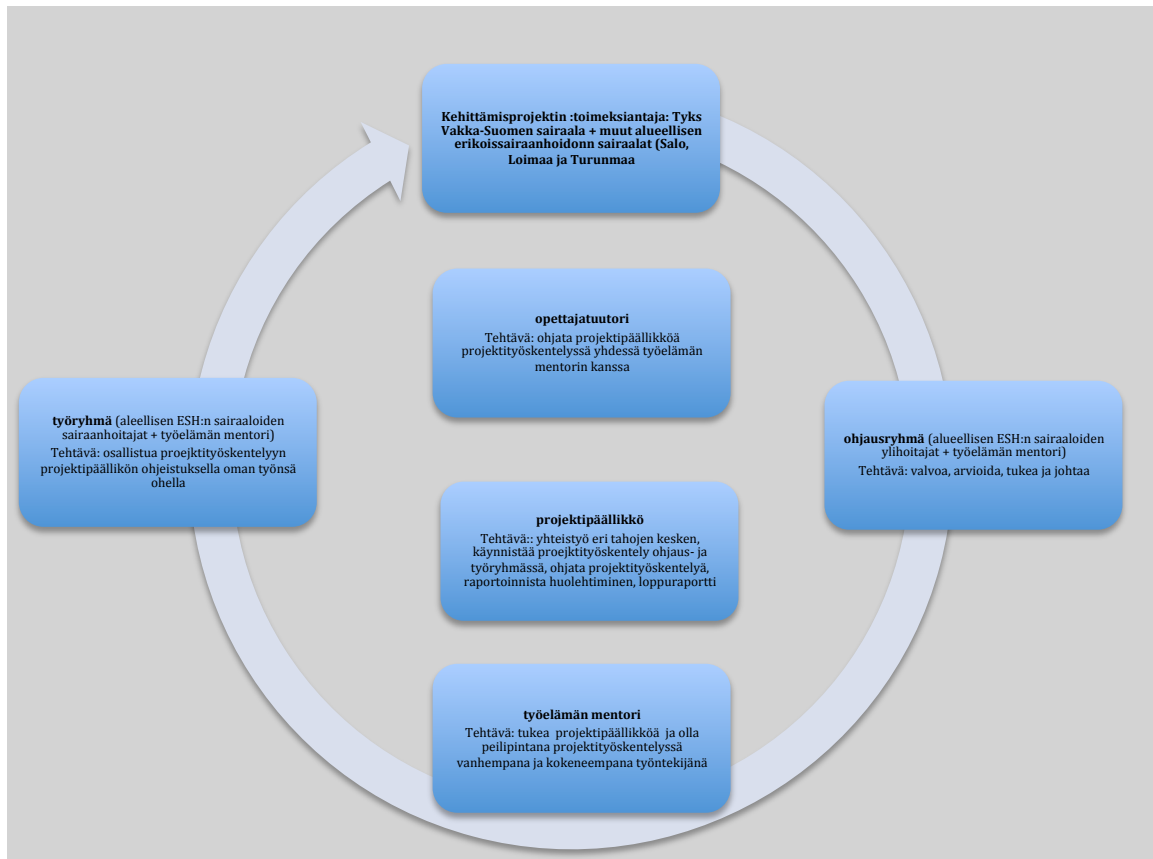 Kehittämisprojektin :toimeksiantaja: Tyks
Vakka-Suomen sairaala + muut alueellisen
erikoissairaanhoidonn sairaalat (Salo,
Loimaa ja Turunmaa
opettajatuutori
Tehtävä: ohjata projektipäällikköä
projektityöskentelyssä yhdessä työelämän
mentorin kanssa
työryhmä (aleellisen ESH:n sairaaloiden
sairaanhoitajat + työelämän mentori)
Tehtävä: osallistua proejktityöskentelyyn
projektipäällikön ohjeistuksella oman työnsä
ohella
ohjausryhmä (alueellisen ESH:n sairaaloiden
ylihoitajat + työelämän mentori)
Tehtävä: valvoa, arvioida, tukea ja johtaa
projektipäällikkö
Tehtävä:: yhteistyö eri tahojen kesken,
käynnistää proejktityöskentely ohjaus- ja
työryhmässä, ohjata projektityöskentelyä,
raportoinnista huolehtiminen, loppuraportti
työelämän mentori
Tehtävä: tukea projektipäällikköä ja olla
peilipintana projektityöskentelyssä
vanhempana ja kokeneempana työntekijänä